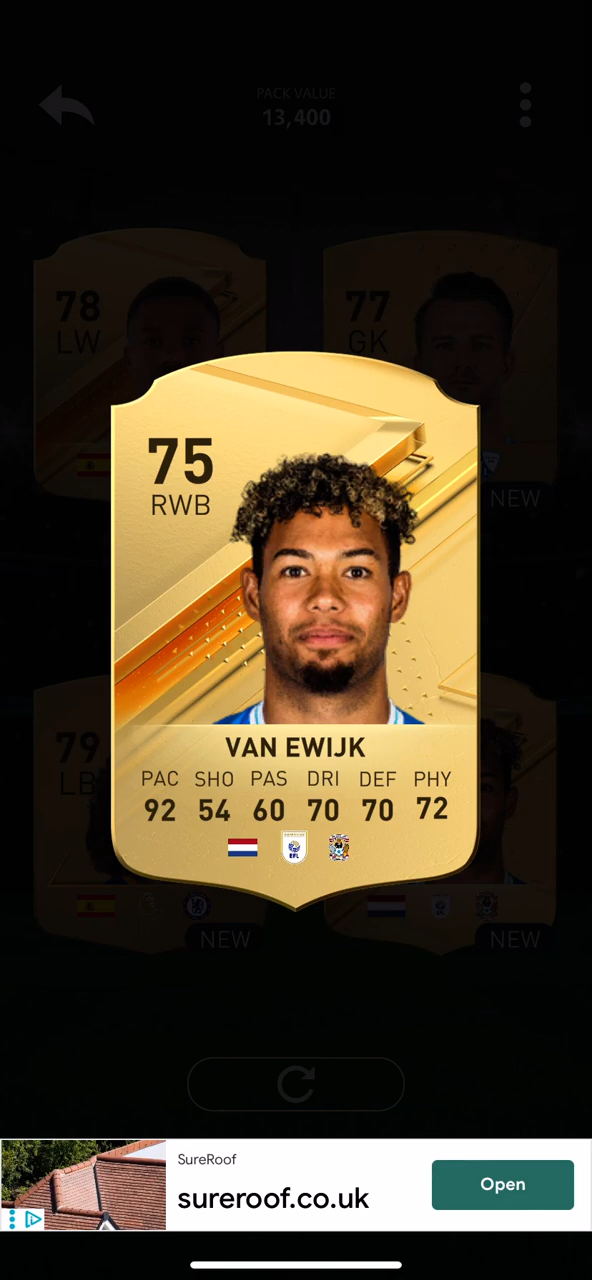 PACK VALUE
13,400
78
LW
77
GK
NEW
75
RWB
VAN EWIJK
PAC SHO PAS DRI DEF PHY
92 54 60 70 70 72
EFL
79
LB
NEW
NEW
SureRoof
sureroof.co.uk
Open